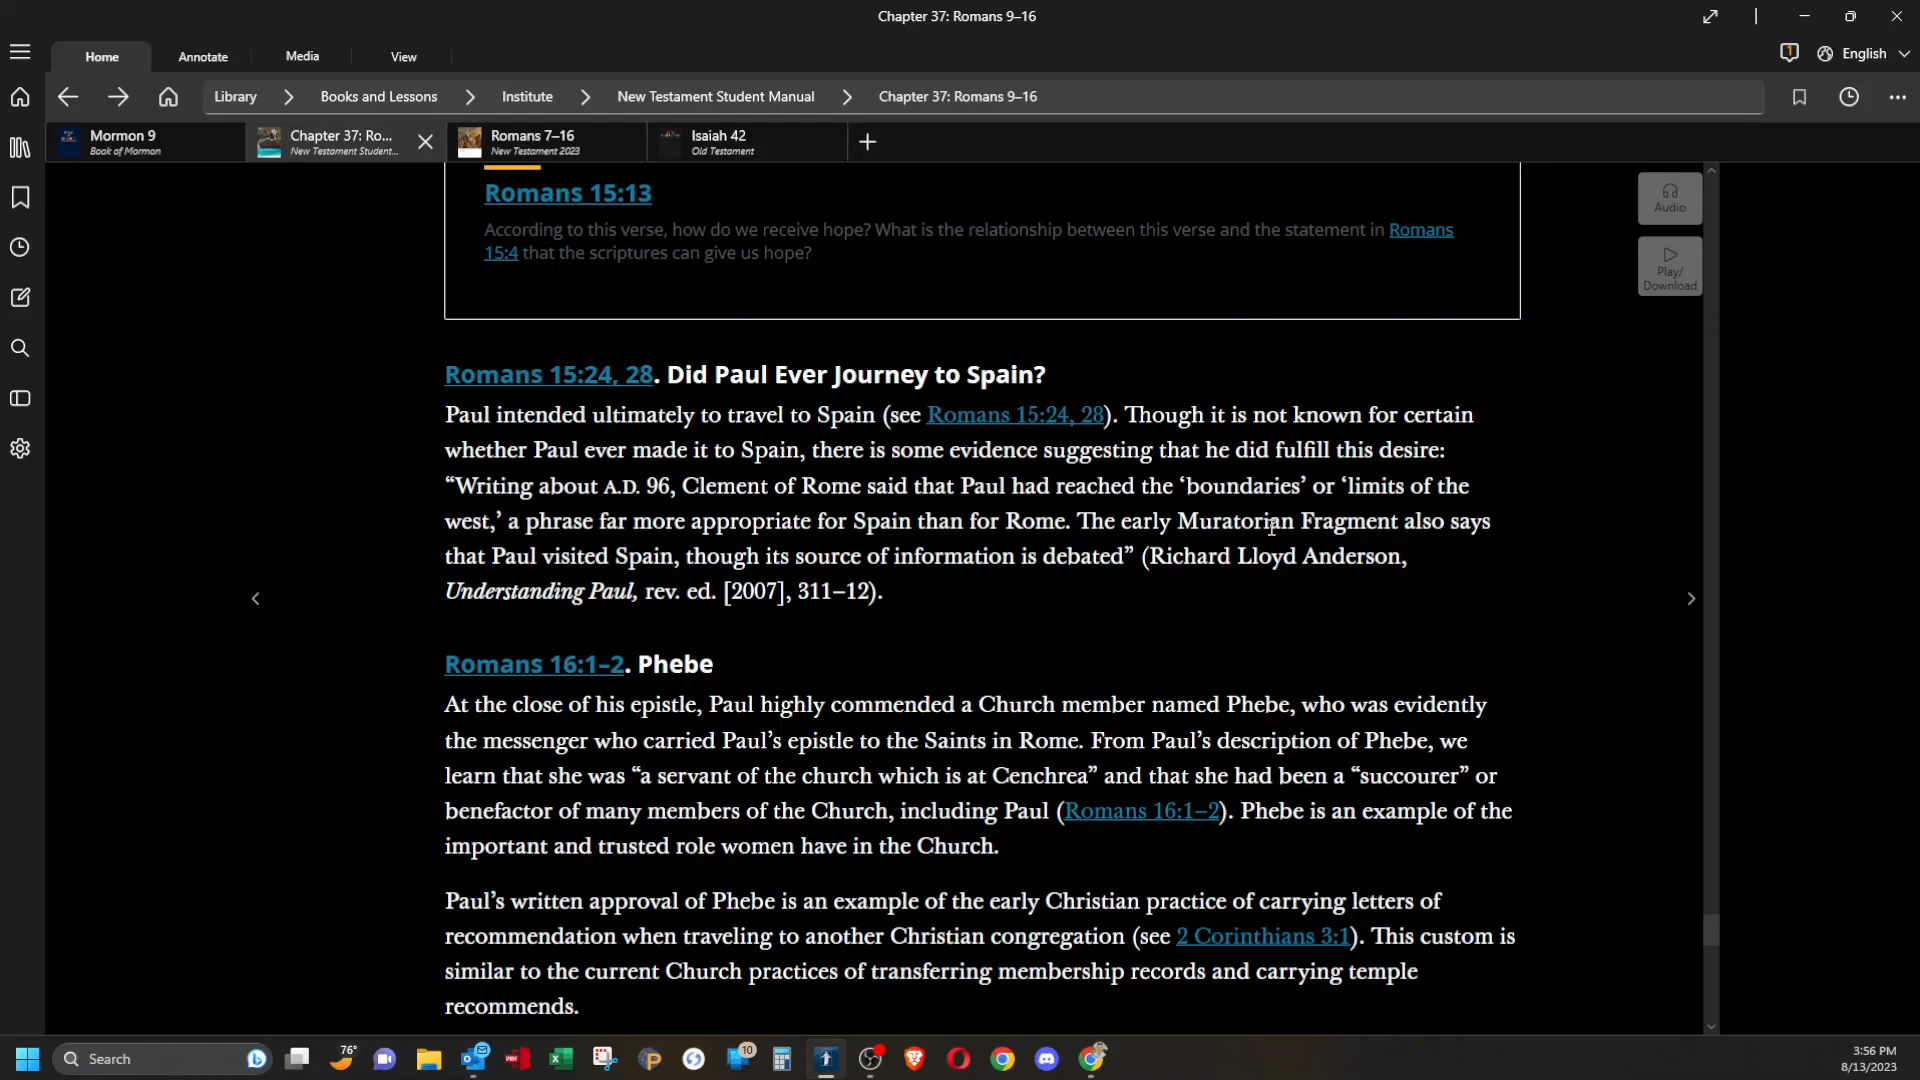 Chapter 37: Romans 9–16
Home
Annotate
Media
View
1
English
Library
Books and Lessons
Institute
New Testament Student Manual
Chapter 37: Romans 9–16
Mormon 9
Book of Mormon
Chapter 37: Ro...
New Testament Student...
Romans 7–16
New Testament 2023
Isaiah 42
Old Testament
Romans 15:13
According to this verse, how do we receive hope? What is the relationship between this verse and the statement in Romans
15:4 that the scriptures can give us hope?
Audio
Play/
Download
Romans 15:24, 28. Did Paul Ever Journey to Spain?
Paul intended ultimately to travel to Spain (see Romans 15:24, 28). Though it is not known for certain
whether Paul ever made it to Spain, there is some evidence suggesting that he did fulfill this desire:
“Writing about A.D. 96, Clement of Rome said that Paul had reached the ‘boundaries’ or ‘limits of the
west,’ a phrase far more appropriate for Spain than for Rome. The early Muratorian Fragment also says
that Paul visited Spain, though its source of information is debated” (Richard Lloyd Anderson,
Understanding Paul, rev. ed. [2007], 311–12).
Romans 16:1–2. Phebe
At the close of his epistle, Paul highly commended a Church member named Phebe, who was evidently
the messenger who carried Paul’s epistle to the Saints in Rome. From Paul’s description of Phebe, we
learn that she was “a servant of the church which is at Cenchrea” and that she had been a “succourer” or
benefactor of many members of the Church, including Paul (Romans 16:1–2). Phebe is an example of the
important and trusted role women have in the Church.
Paul’s written approval of Phebe is an example of the early Christian practice of carrying letters of
recommendation when traveling to another Christian congregation (see 2 Corinthians 3:1). This custom is
similar to the current Church practices of transferring membership records and carrying temple
recommends.
Search
76°
10
3:56 PM
8/13/2023